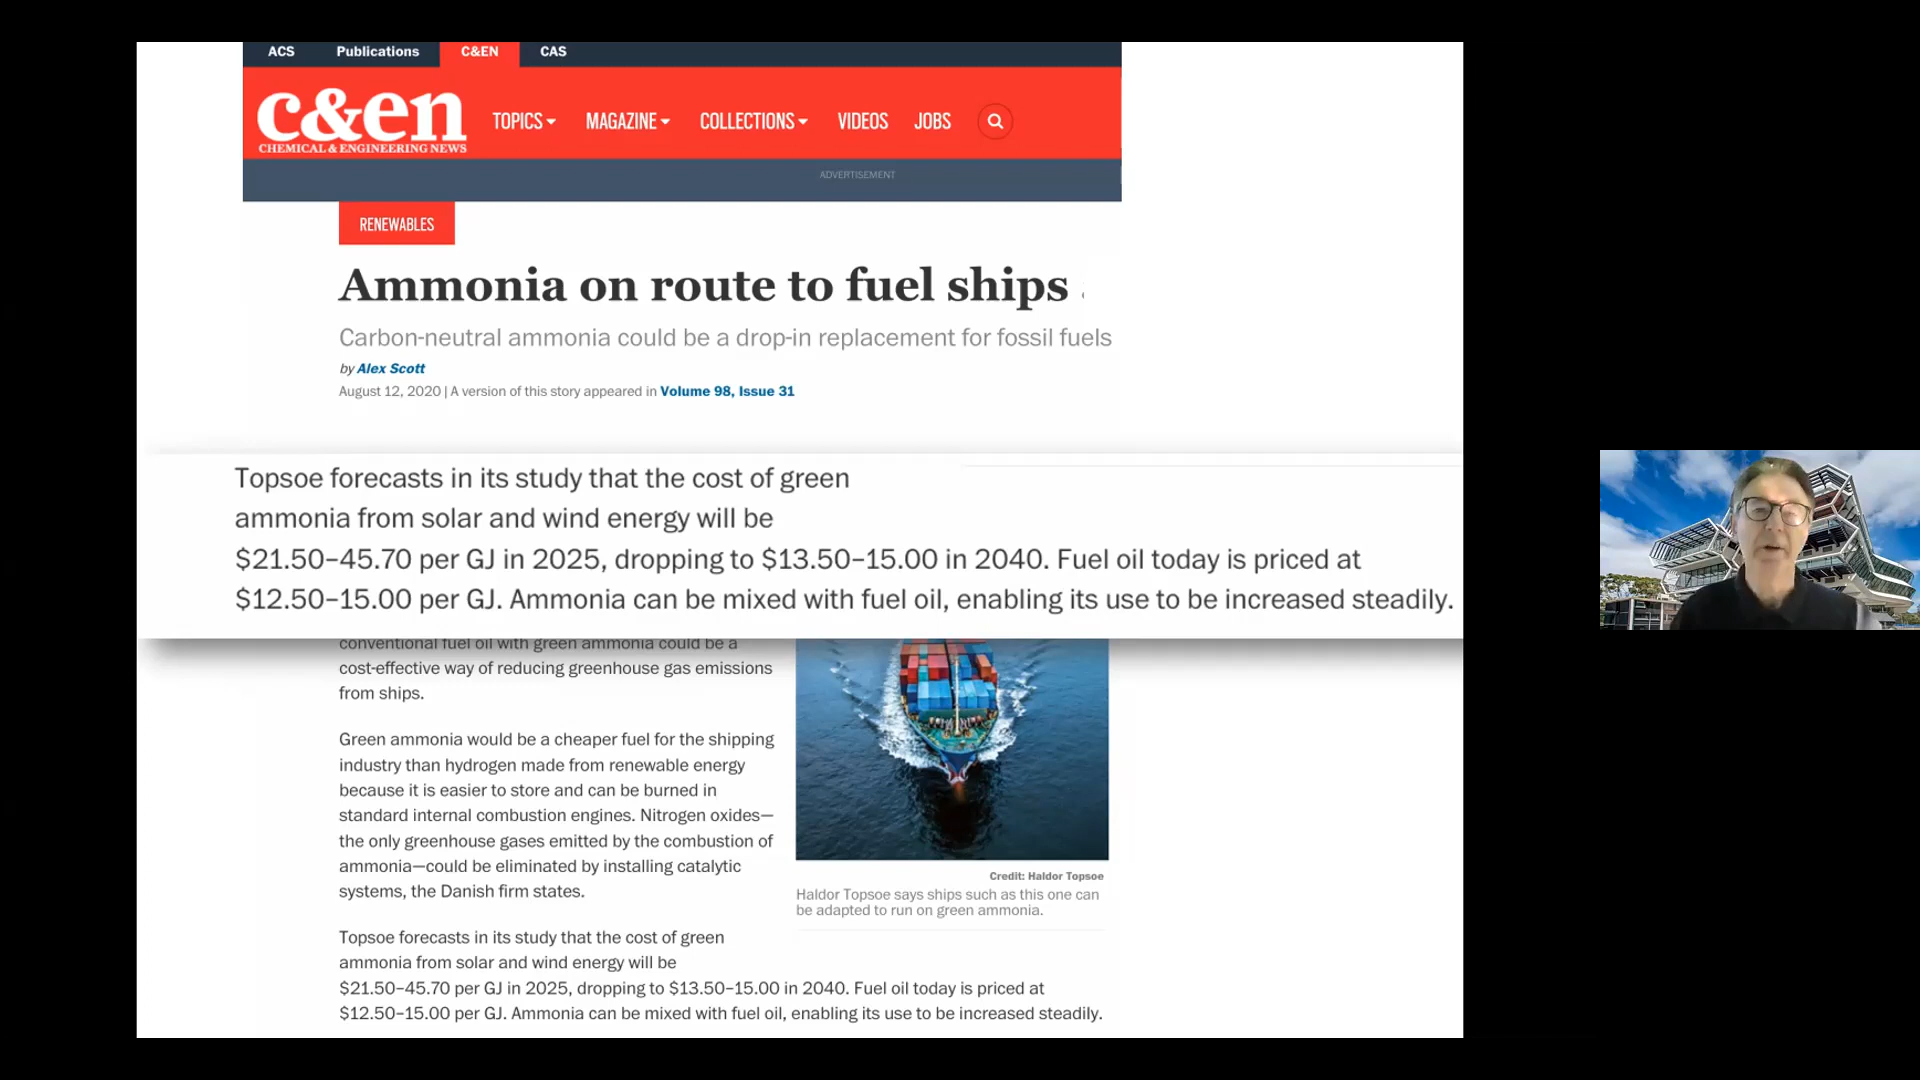 ACS Publications C&EN CAS
c&en
CHEMICAL & ENGINEERING NEWS
TOPICS MAGAZINE COLLECTIONS VIDEOS JOBS
ADVERTISEMENT
RENEWABLES
Ammonia on route to fuel ships
Carbon-neutral ammonia could be a drop-in replacement for fossil fuels
by Alex Scott
August 12, 2020 | A version of this story appeared in Volume 98, Issue 31
Topsoe forecasts in its study that the cost of green
ammonia from solar and wind energy will be
$21.50–45.70 per GJ in 2025, dropping to $13.50–15.00 in 2040. Fuel oil today is priced at
$12.50–15.00 per GJ. Ammonia can be mixed with fuel oil, enabling its use to be increased steadily.
conventional fuel oil with green ammonia could be a
cost-effective way of reducing greenhouse gas emissions
from ships.
Green ammonia would be a cheaper fuel for the shipping
industry than hydrogen made from renewable energy
because it is easier to store and can be burned in
standard internal combustion engines. Nitrogen oxides—
the only greenhouse gases emitted by the combustion of
ammonia—could be eliminated by installing catalytic
systems, the Danish firm states.
Credit: Haldor Topsoe
Haldor Topsoe says ships such as this one can
be adapted to run on green ammonia.
Topsoe forecasts in its study that the cost of green
ammonia from solar and wind energy will be
$21.50–45.70 per GJ in 2025, dropping to $13.50–15.00 in 2040. Fuel oil today is priced at
$12.50–15.00 per GJ. Ammonia can be mixed with fuel oil, enabling its use to be increased steadily.